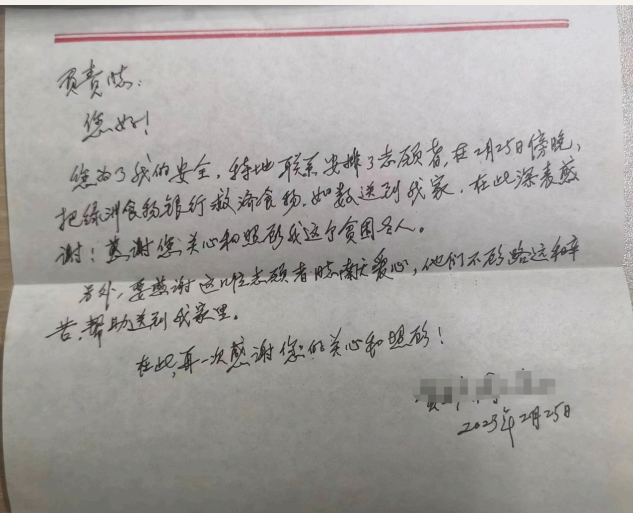 负责师:
您好!
您为了我的安全,特地联系安排了志愿者,在2月25日傍晚,
把绿洲食物银行救济食物,如数送到我家,在此深表感
谢!感谢您关心和照顾我这个贫困老人。
另外,要感谢这位志愿者师傅爱心,他们不顾路远和辛
苦,帮助送到我家里。
在此,再一次感谢您的关心和照顾!
2023年2月25日